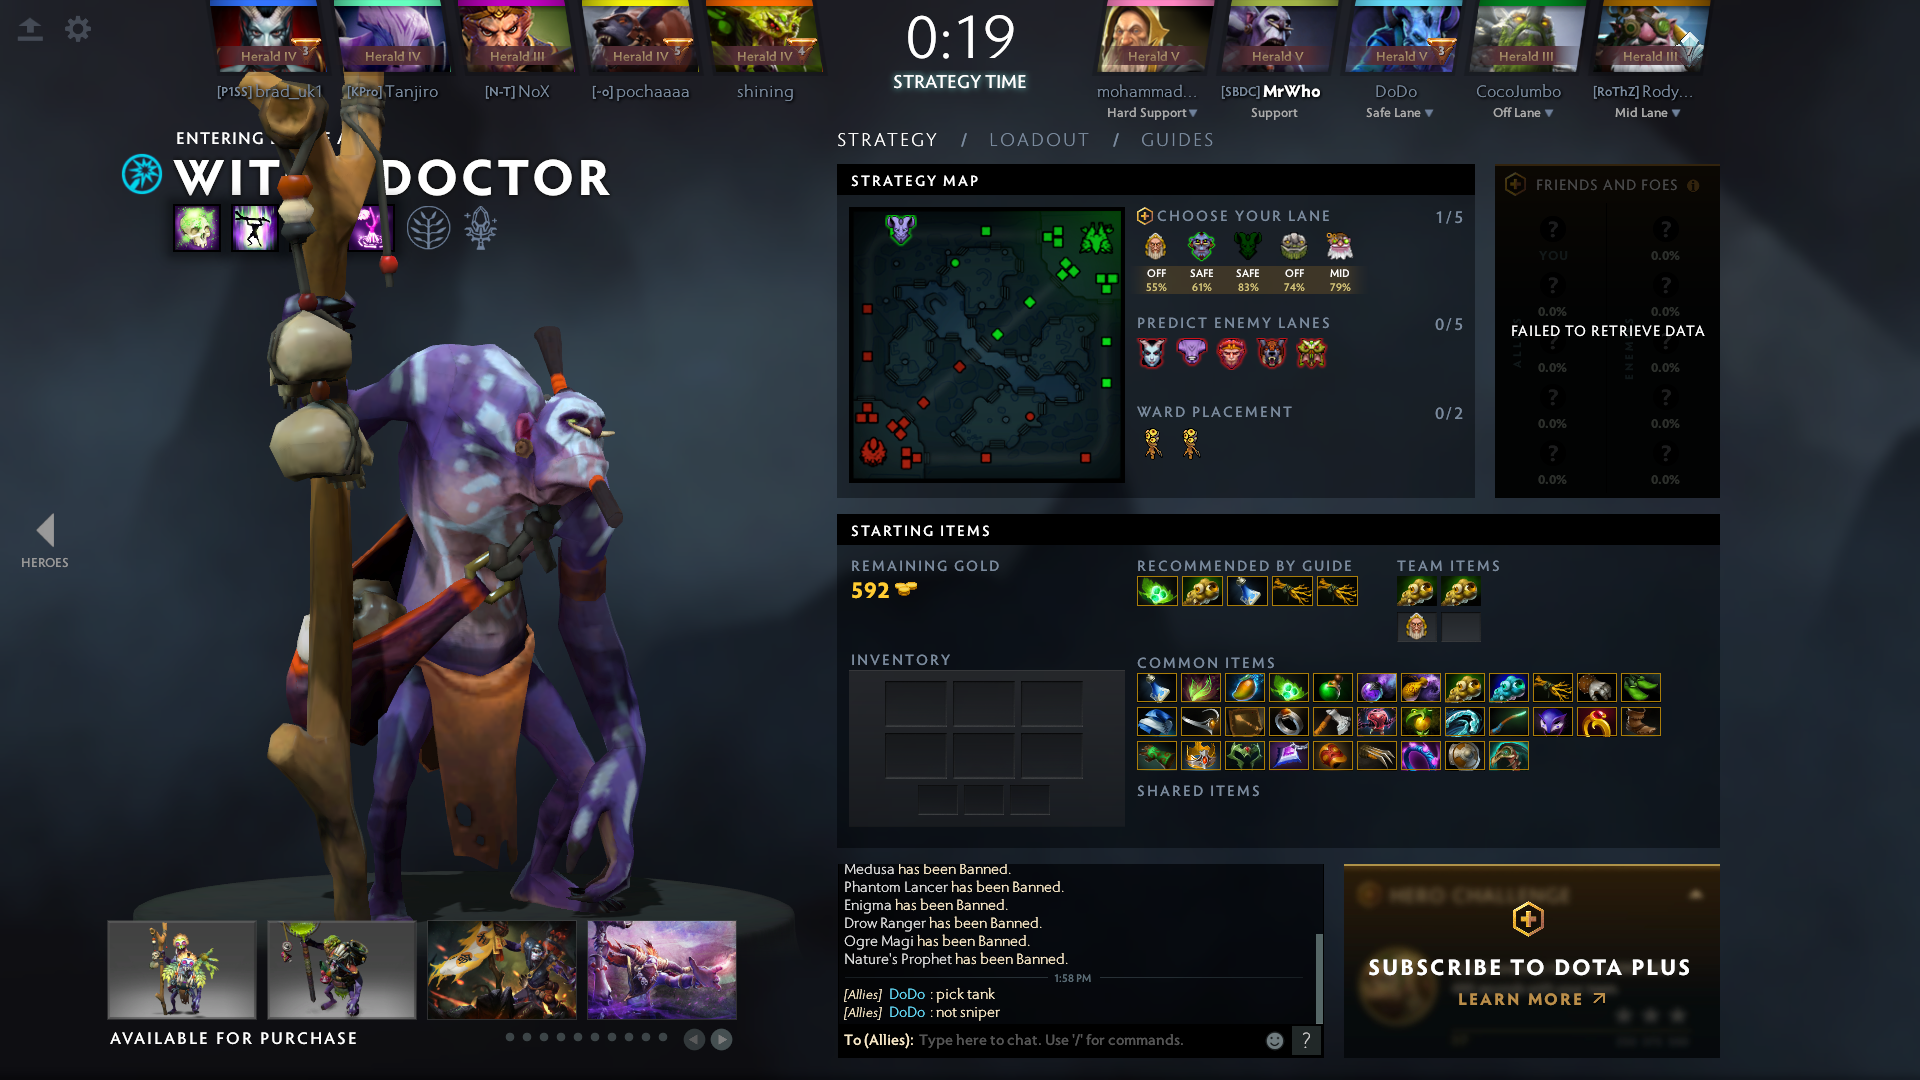 Herald IV
Herald IV
Herald III
Herald IV
Herald IV
3
5
4
[P1SS] brad_uk1
[KPro] Tanjiro
[N-T] NoX
[-o] pochaaaa
shining
0:19
STRATEGY TIME
Herald V
Herald V
Herald V
Herald III
Herald III
3
mohammad...
[SBDC] MrWho
DoDo
CocoJumbo
[RoThZ] Rody...
Hard Support
Support
Safe Lane
Off Lane
Mid Lane
ENTERING
DOCTOR
HEROES
AVAILABLE FOR PURCHASE
STRATEGY / LOADOUT / GUIDES
STRATEGY MAP
CHOOSE YOUR LANE 1/5
OFF SAFE SAFE OFF MID
55% 61% 83% 74% 79%
PREDICT ENEMY LANES 0/5
WARD PLACEMENT 0/2
FRIENDS AND FOES
? ?
YOU 0.0%
? ?
0.0% 0.0%
FAILED TO RETRIEVE DATA
0.0% 0.0%
? ?
0.0% 0.0%
? ?
0.0% 0.0%
STARTING ITEMS
REMAINING GOLD
592
RECOMMENDED BY GUIDE
TEAM ITEMS
INVENTORY
COMMON ITEMS
SHARED ITEMS
Medusa has been Banned.
Phantom Lancer has been Banned.
Enigma has been Banned.
Drow Ranger has been Banned.
Ogre Magi has been Banned.
Nature's Prophet has been Banned.
1:58 PM
[Allies] DoDo : pick tank
[Allies] DoDo : not sniper
To (Allies): Type here to chat. Use '/' for commands.
?
HERO CHALLENGE
SUBSCRIBE TO DOTA PLUS
LEARN MORE